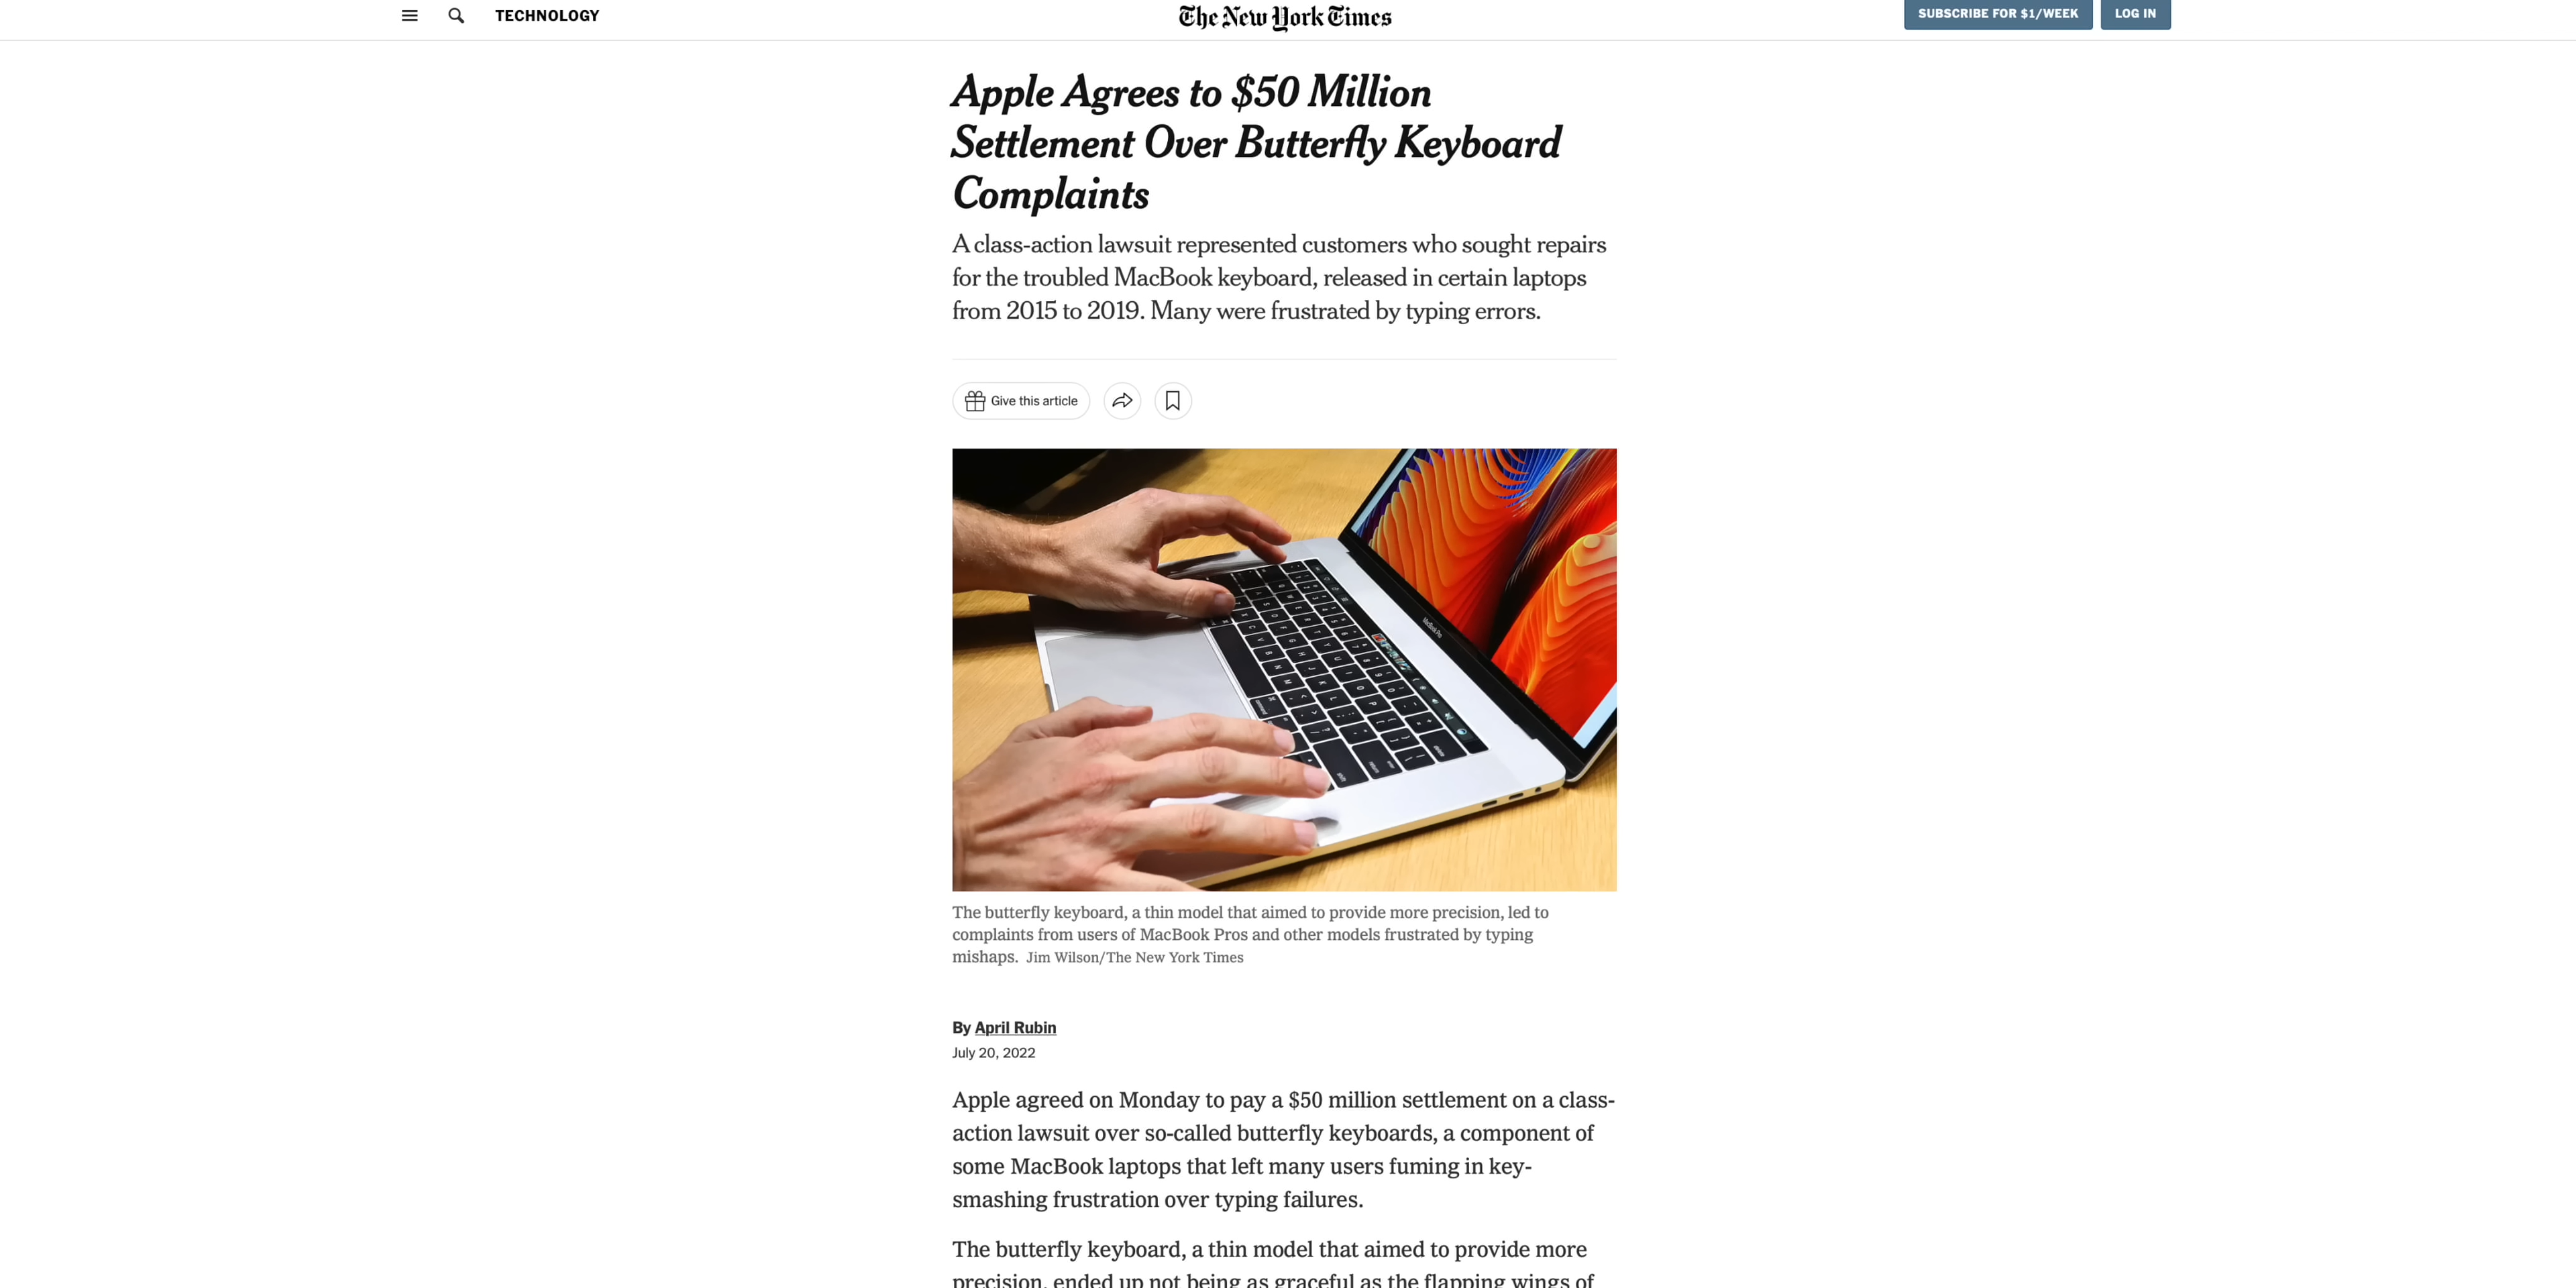 TECHNOLOGY
The New York Times
SUBSCRIBE FOR $1/WEEK
LOG IN
Apple Agrees to $50 Million
Settlement Over Butterfly Keyboard
Complaints
A class-action lawsuit represented customers who sought repairs
for the troubled MacBook keyboard, released in certain laptops
from 2015 to 2019. Many were frustrated by typing errors.
Give this article
MacBook Pro
The butterfly keyboard, a thin model that aimed to provide more precision, led to
complaints from users of MacBook Pros and other models frustrated by typing
mishaps. Jim Wilson/The New York Times
By April Rubin
July 20, 2022
Apple agreed on Monday to pay a $50 million settlement on a class-
action lawsuit over so-called butterfly keyboards, a component of
some MacBook laptops that left many users fuming in key-
smashing frustration over typing failures.
The butterfly keyboard, a thin model that aimed to provide more
precision, ended up not being as graceful as the flapping wings of